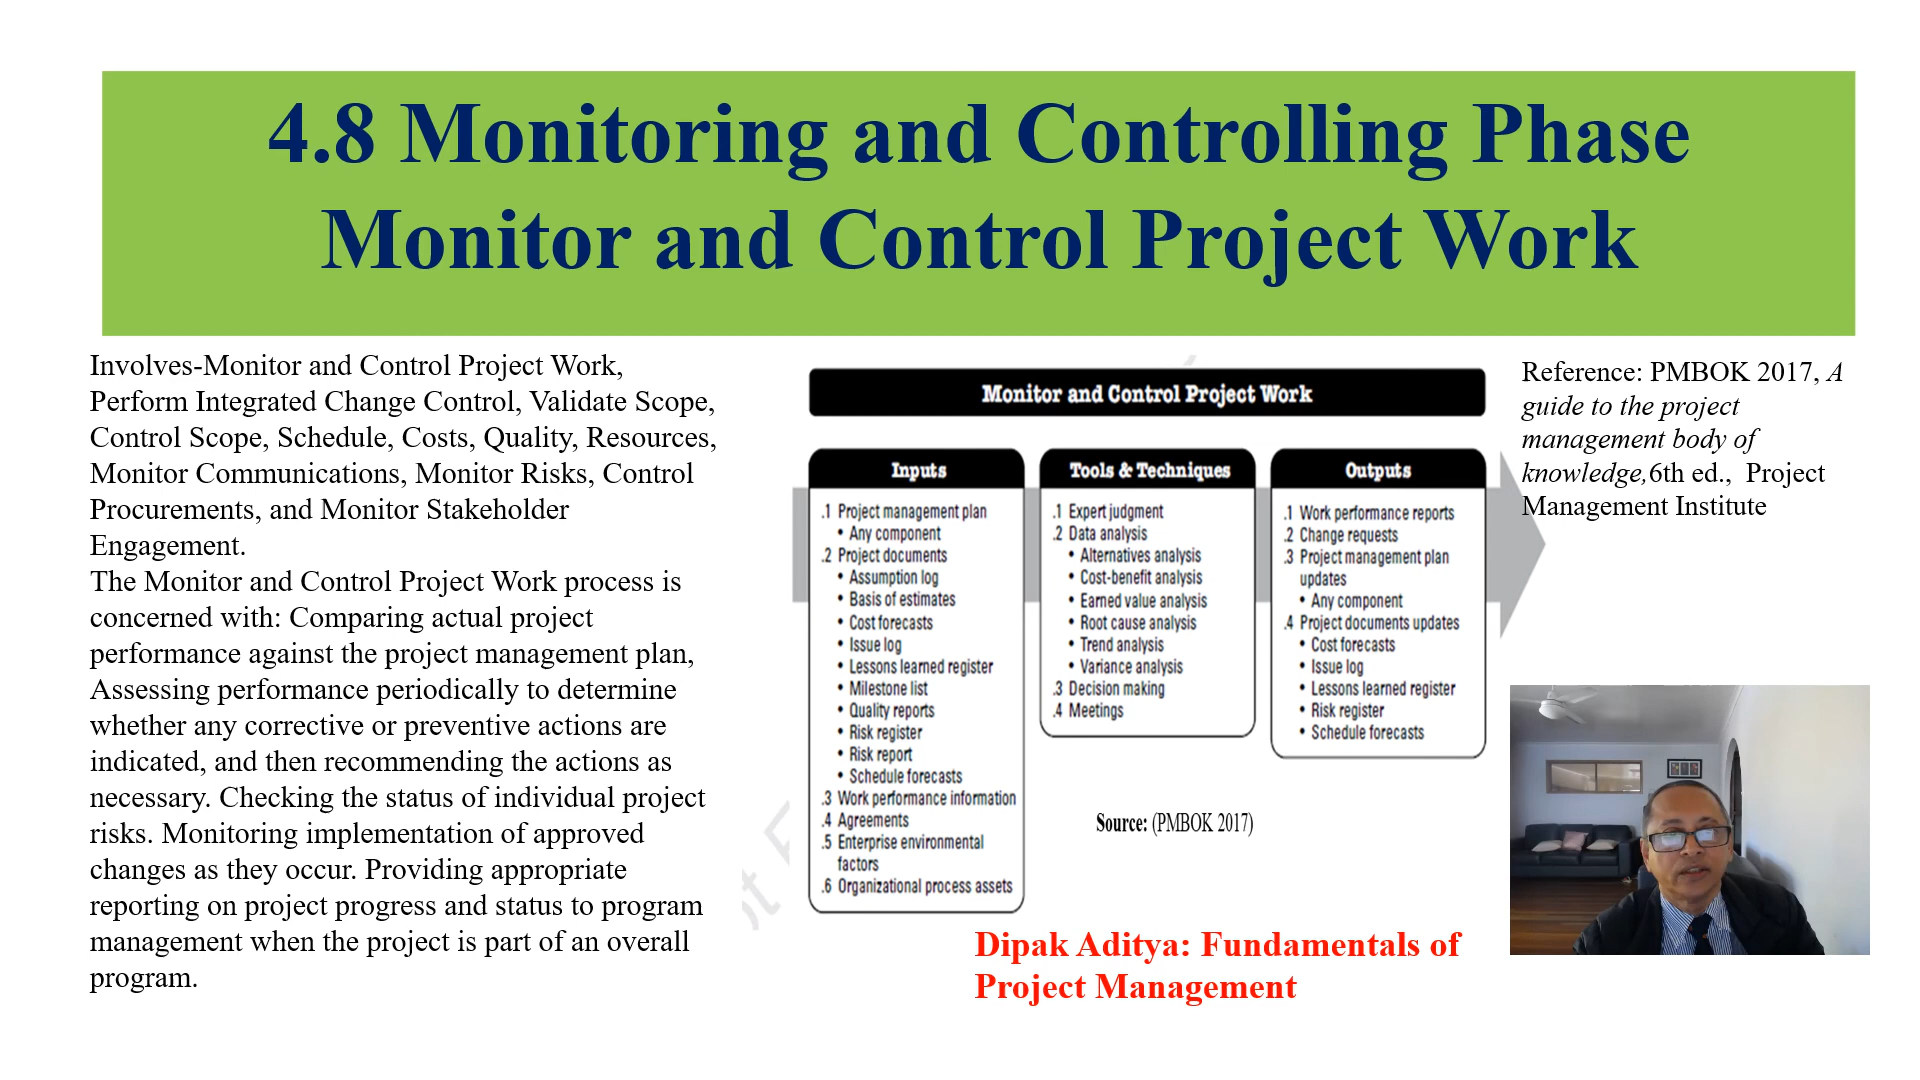 4.8 Monitoring and Controlling Phase
Monitor and Control Project Work
Involves-Monitor and Control Project Work,
Perform Integrated Change Control, Validate Scope,
Control Scope, Schedule, Costs, Quality, Resources,
Monitor Communications, Monitor Risks, Control
Procurements, and Monitor Stakeholder
Engagement.
The Monitor and Control Project Work process is
concerned with: Comparing actual project
performance against the project management plan,
Assessing performance periodically to determine
whether any corrective or preventive actions are
indicated, and then recommending the actions as
necessary. Checking the status of individual project
risks. Monitoring implementation of approved
changes as they occur. Providing appropriate
reporting on project progress and status to program
management when the project is part of an overall
program.
Monitor and Control Project Work
Inputs
.1 Project management plan
• Any component
.2 Project documents
• Assumption log
• Basis of estimates
• Cost forecasts
• Issue log
• Lessons learned register
• Milestone list
• Quality reports
• Risk register
• Risk report
• Schedule forecasts
.3 Work performance information
.4 Agreements
.5 Enterprise environmental
factors
.6 Organizational process assets
Tools & Techniques
.1 Expert judgment
.2 Data analysis
• Alternatives analysis
• Cost-benefit analysis
• Earned value analysis
• Root cause analysis
• Trend analysis
• Variance analysis
.3 Decision making
.4 Meetings
Outputs
.1 Work performance reports
.2 Change requests
.3 Project management plan
updates
• Any component
.4 Project documents updates
• Cost forecasts
• Issue log
• Lessons learned register
• Risk register
• Schedule forecasts
Source: (PMBOK 2017)
Reference: PMBOK 2017, A
guide to the project
management body of
knowledge,6th ed., Project
Management Institute
Dipak Aditya: Fundamentals of
Project Management